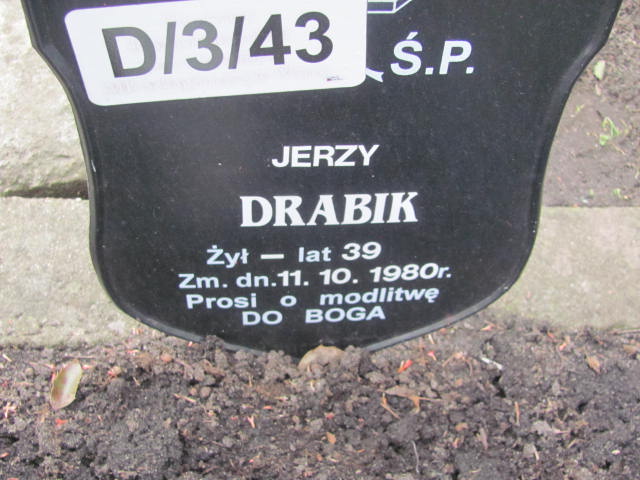 D/3/43
Ś.P.
JERZY
DRABIK
Żył — lat 39
Zm. dn. 11. 10. 1980r.
Prosi o modlitwę
DO BOGA